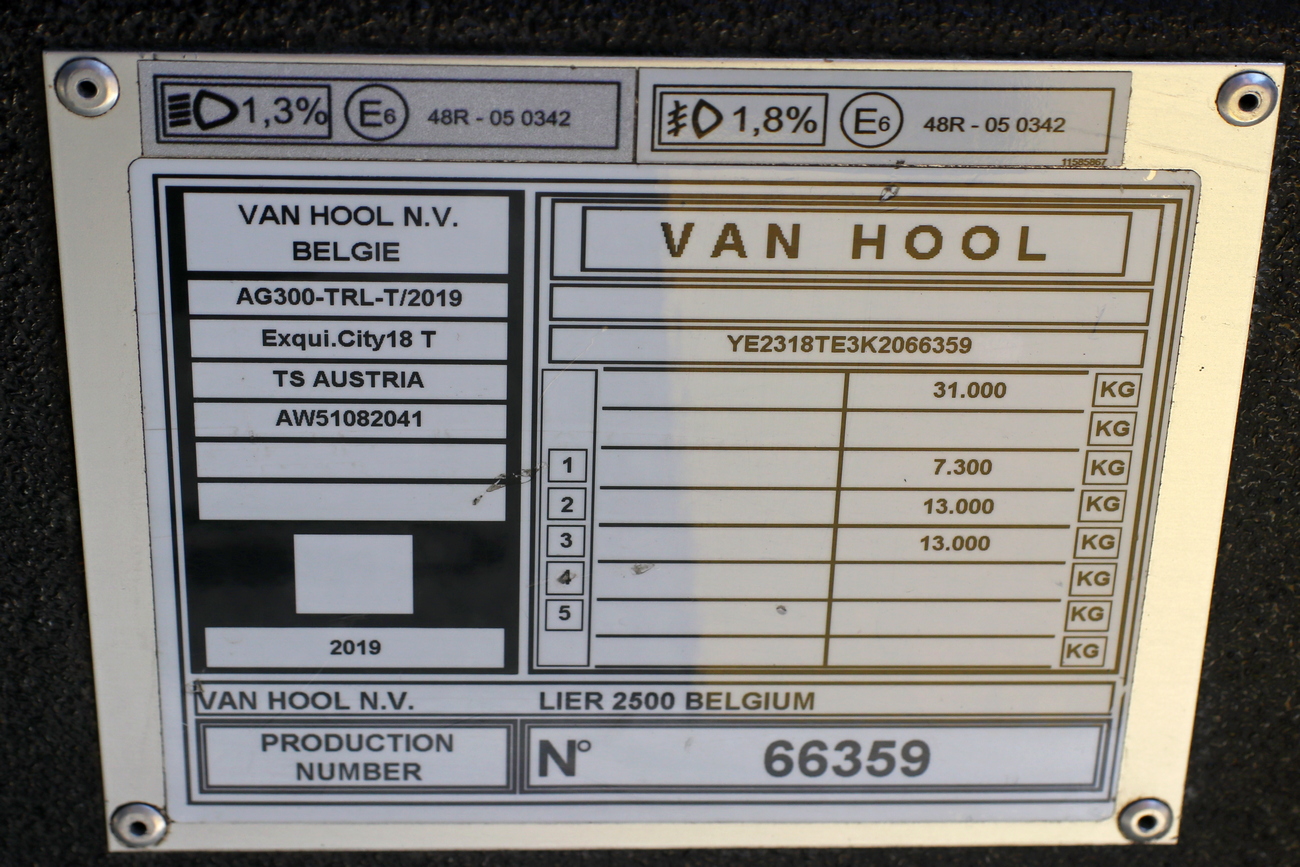 1,3% E6 48R - 05 0342
1,8% E6 48R - 05 0342
11585867
VAN HOOL N.V.
BELGIE
AG300-TRL-T/2019
Exqui.City18 T
TS AUSTRIA
AW51082041
2019
VAN HOOL
YE2318TE3K2066359
31.000 KG
KG
1 7.300 KG
2 13.000 KG
3 13.000 KG
4 KG
5 KG
KG
VAN HOOL N.V. LIER 2500 BELGIUM
PRODUCTION
NUMBER
Nº 66359